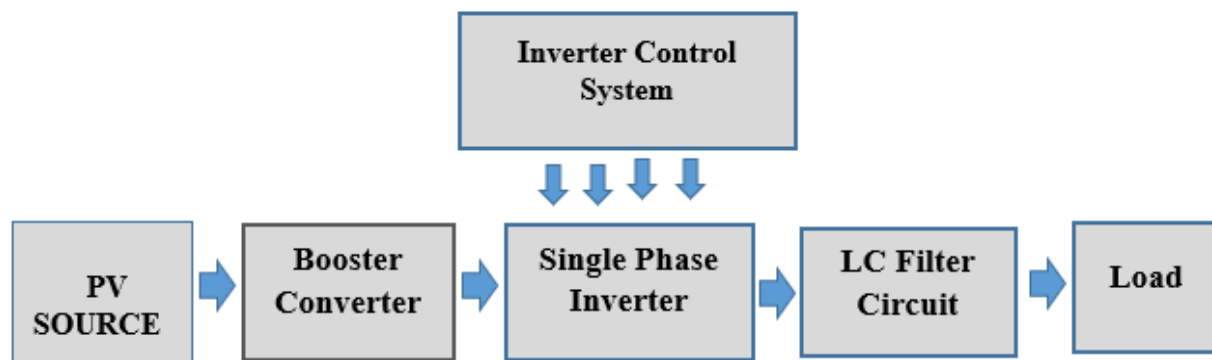 Inverter Control
System
PV
SOURCE
Booster
Converter
Single Phase
Inverter
LC Filter
Circuit
Load